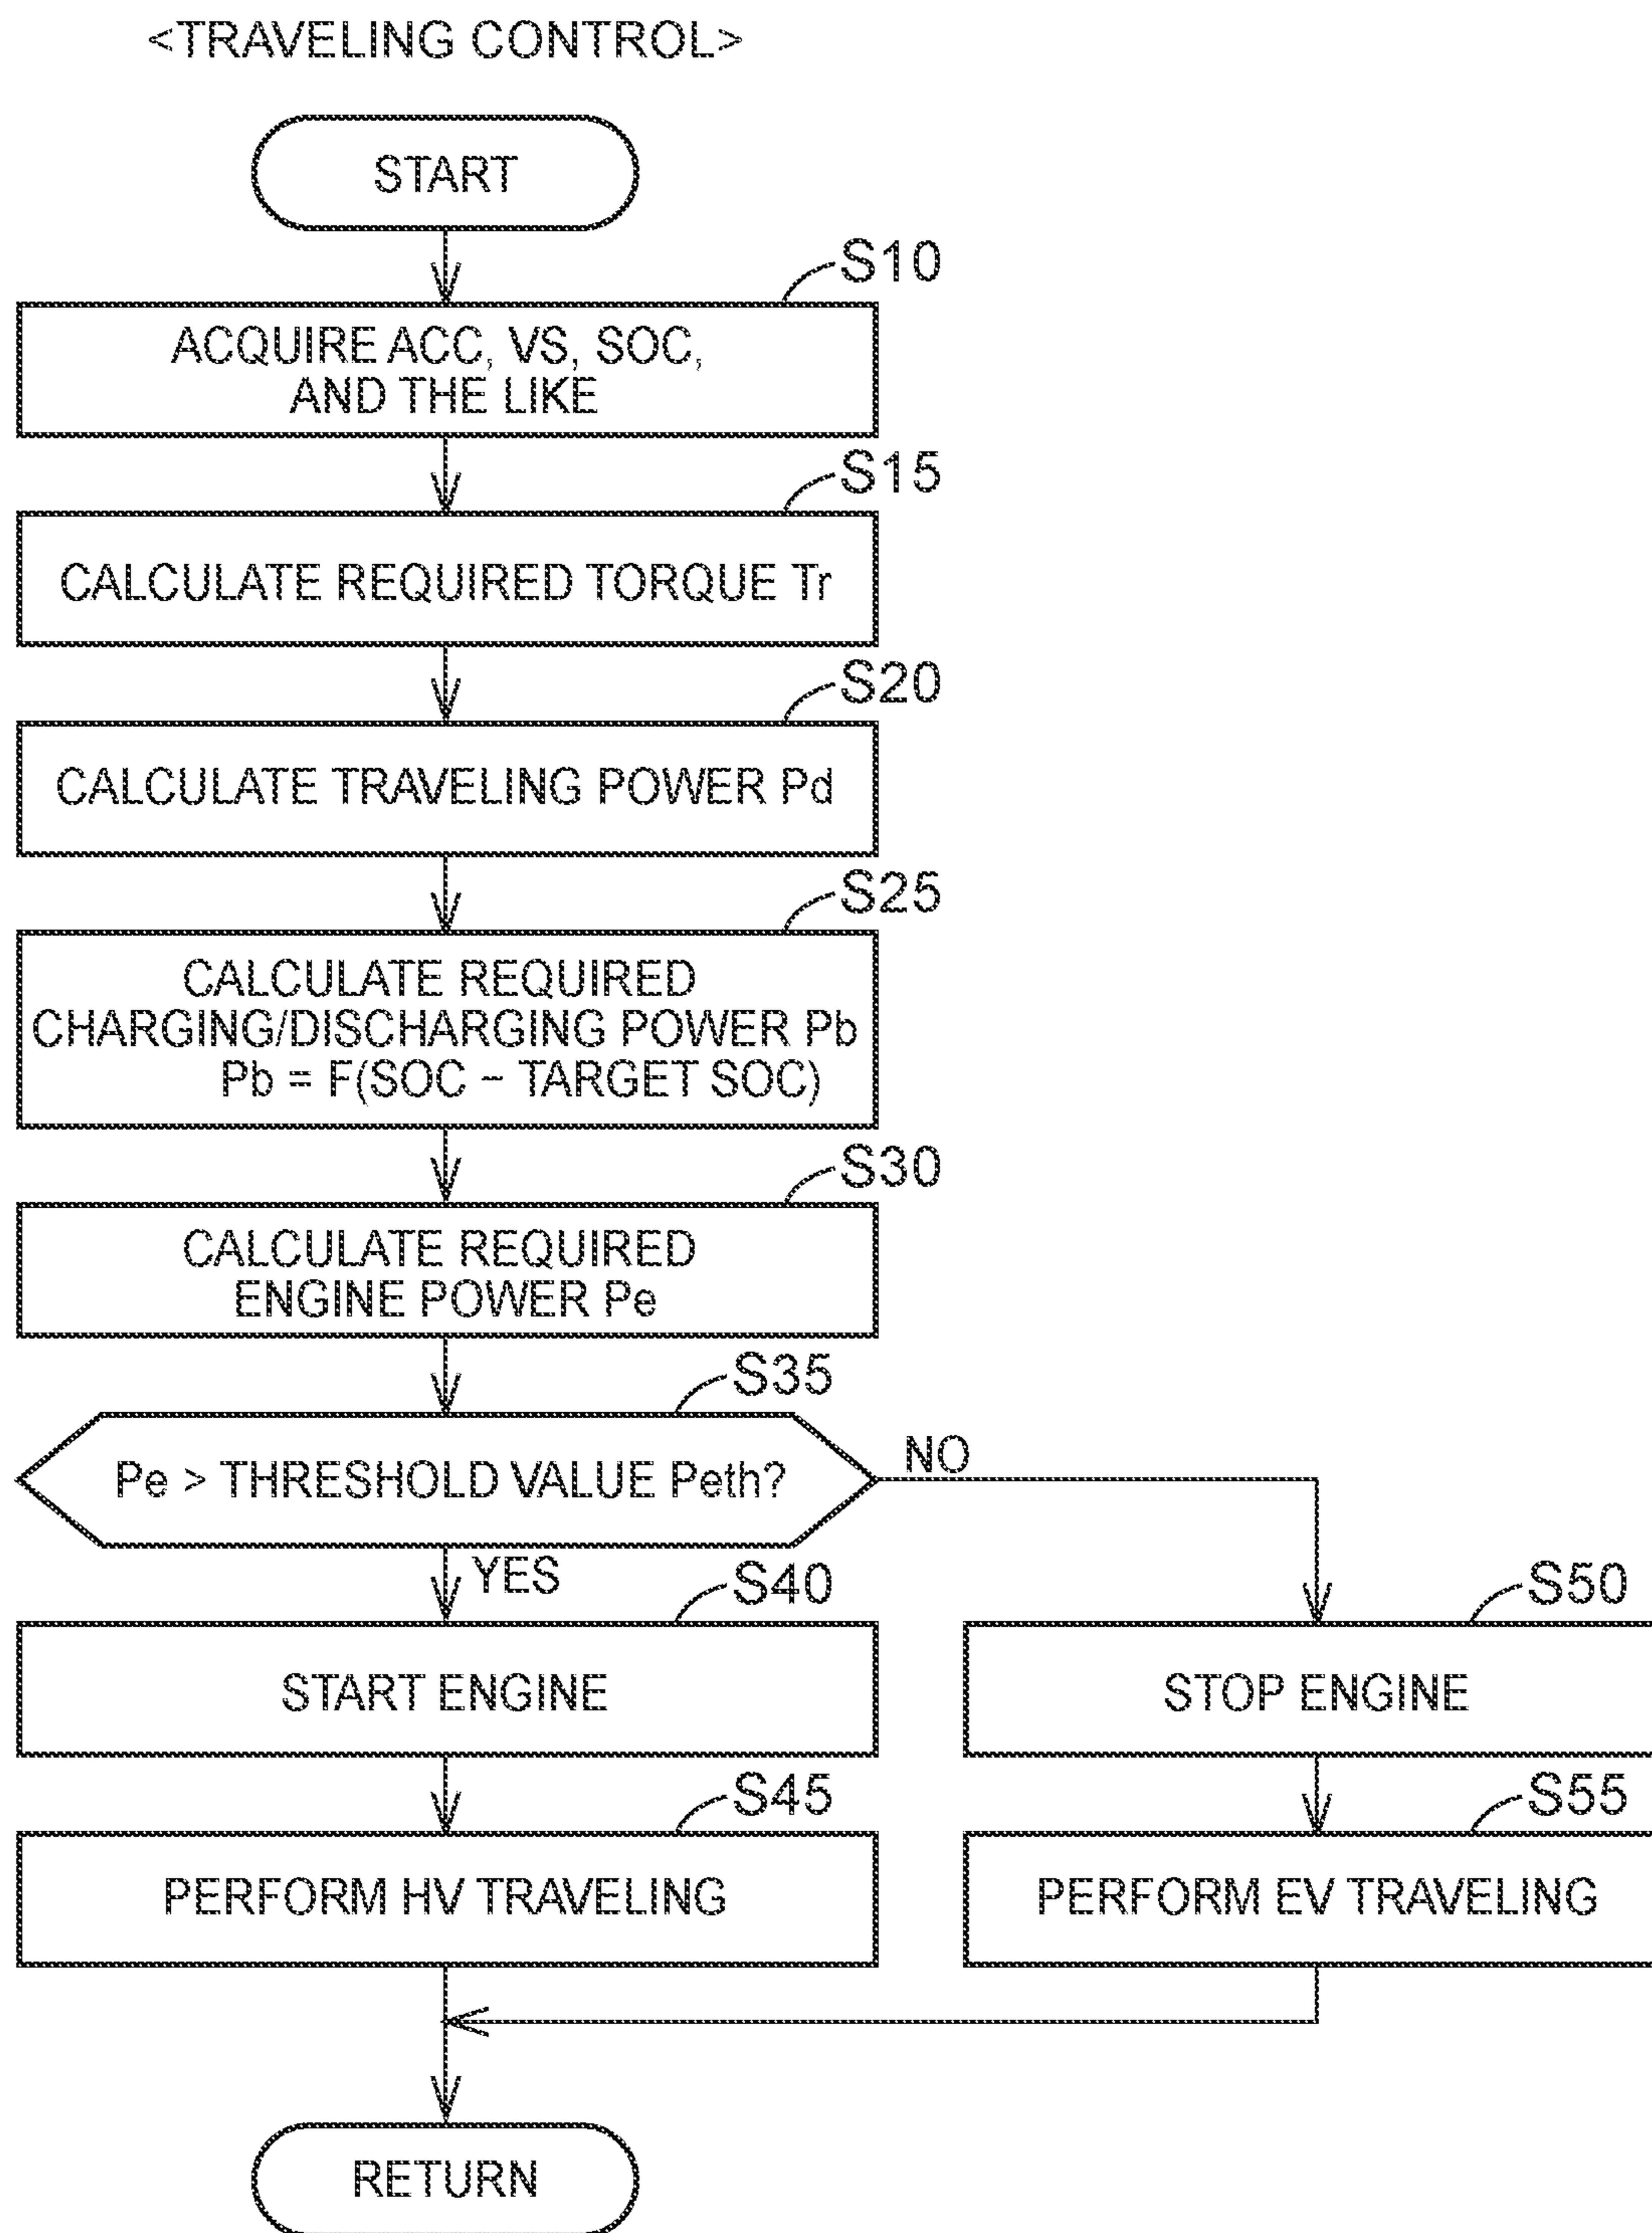 <TRAVELING CONTROL>
START
S10
ACQUIRE ACC, VS, SOC,
AND THE LIKE
S15
CALCULATE REQUIRED TORQUE Tr
S20
CALCULATE TRAVELING POWER Pd
S25
CALCULATE REQUIRED
CHARGING/DISCHARGING POWER Pb
Pb = F(SOC − TARGET SOC)
S30
CALCULATE REQUIRED
ENGINE POWER Pe
S35
Pe > THRESHOLD VALUE Peth?
NO
YES
S40
START ENGINE
S50
STOP ENGINE
S45
PERFORM HV TRAVELING
S55
PERFORM EV TRAVELING
RETURN